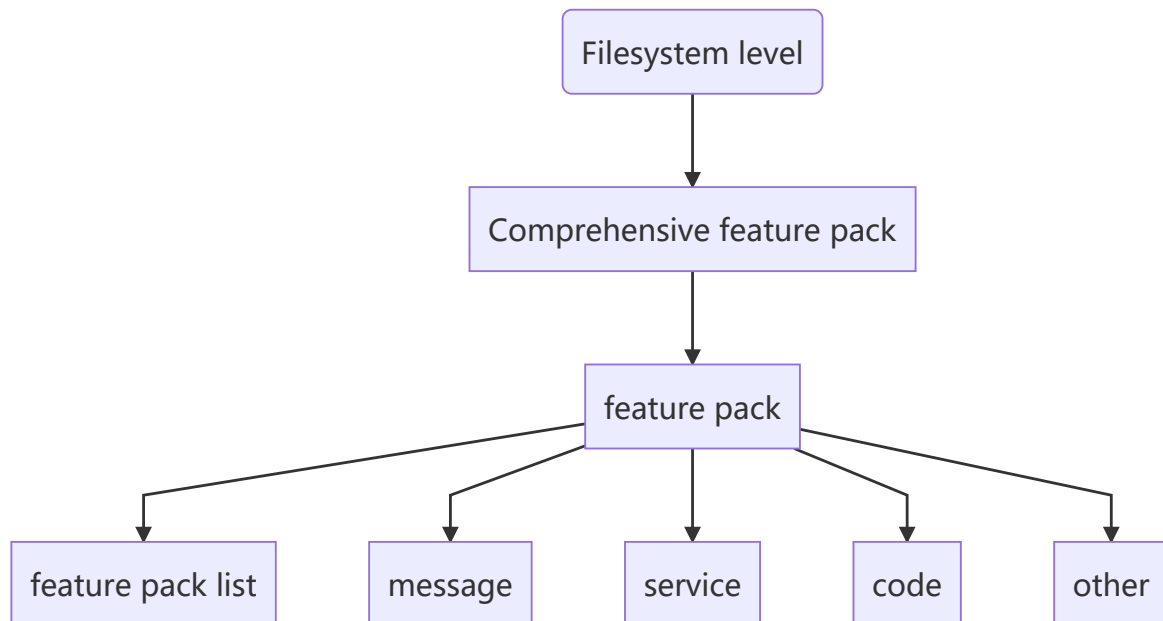 Filesystem level
Comprehensive feature pack
feature pack
feature pack list
message
service
code
other